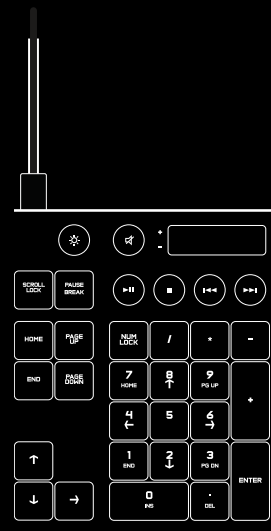 +
-
SCROLL
LOCK
PAUSE
BREAK
HOME
PAGE
UP
NUM
LOCK
/
*
-
END
PAGE
DOWN
7
HOME
8
↑
9
PG UP
+
4
←
5
6
→
↑
1
END
2
↓
3
PG DN
ENTER
↓
→
0
INS
.
DEL